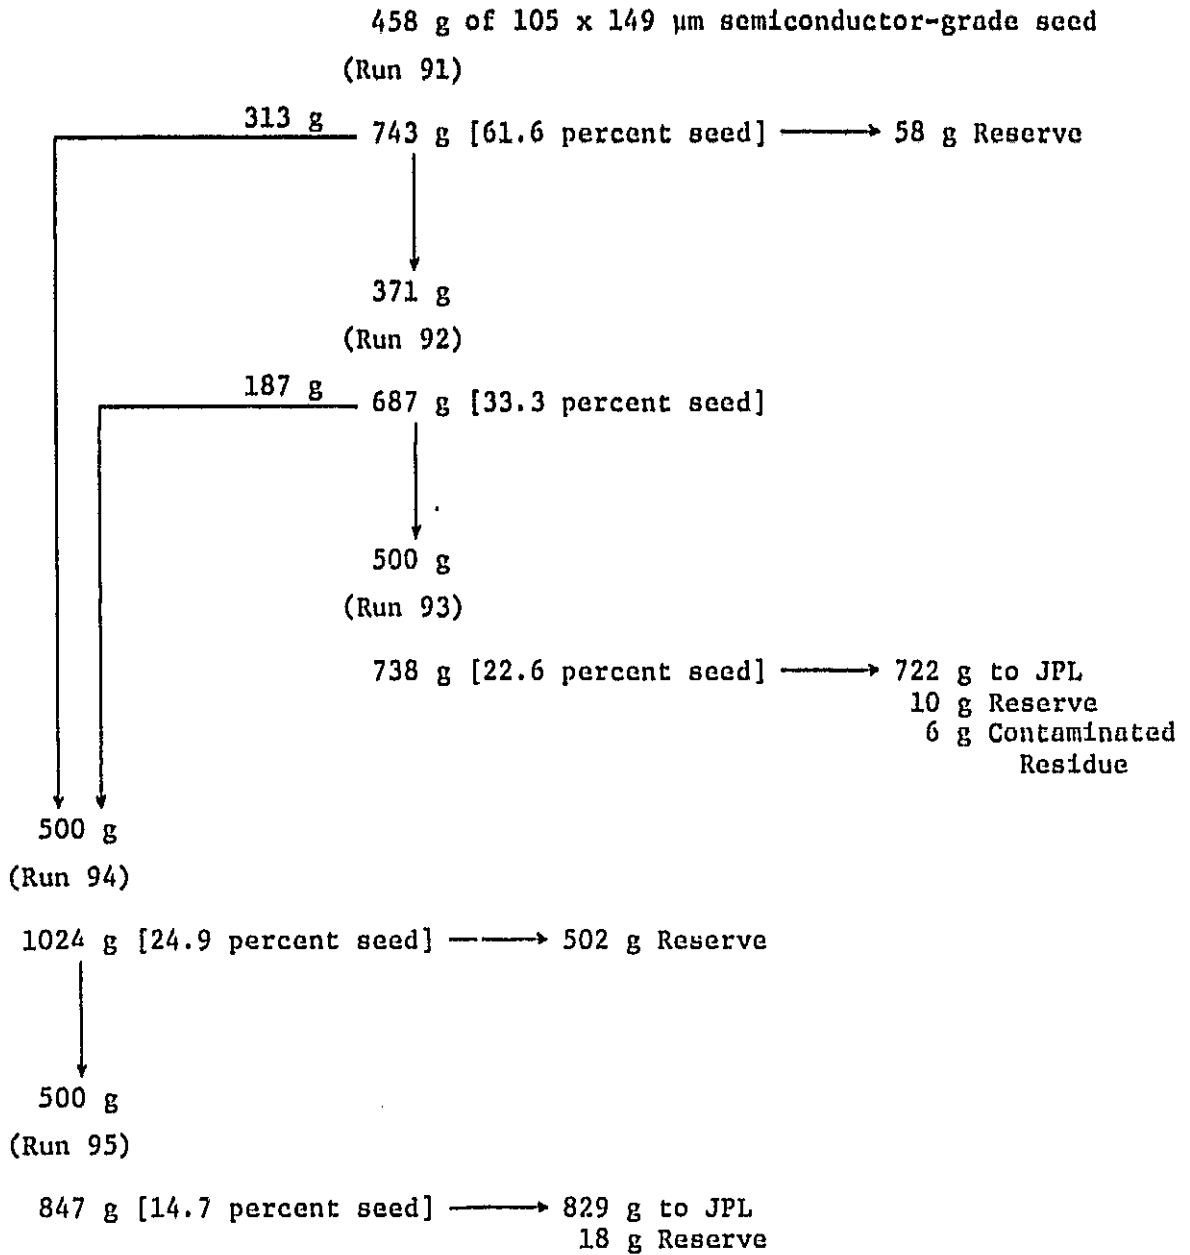 458 g of 105 x 149 µm semiconductor-grade seed
(Run 91)
313 g
743 g [61.6 percent seed] 58 g Reserve
371 g
(Run 92)
187 g
687 g [33.3 percent seed]
500 g
(Run 93)
738 g [22.6 percent seed] 722 g to JPL
10 g Reserve
6 g Contaminated
Residue
500 g
(Run 94)
1024 g [24.9 percent seed] 502 g Reserve
500 g
(Run 95)
847 g [14.7 percent seed] 829 g to JPL
18 g Reserve